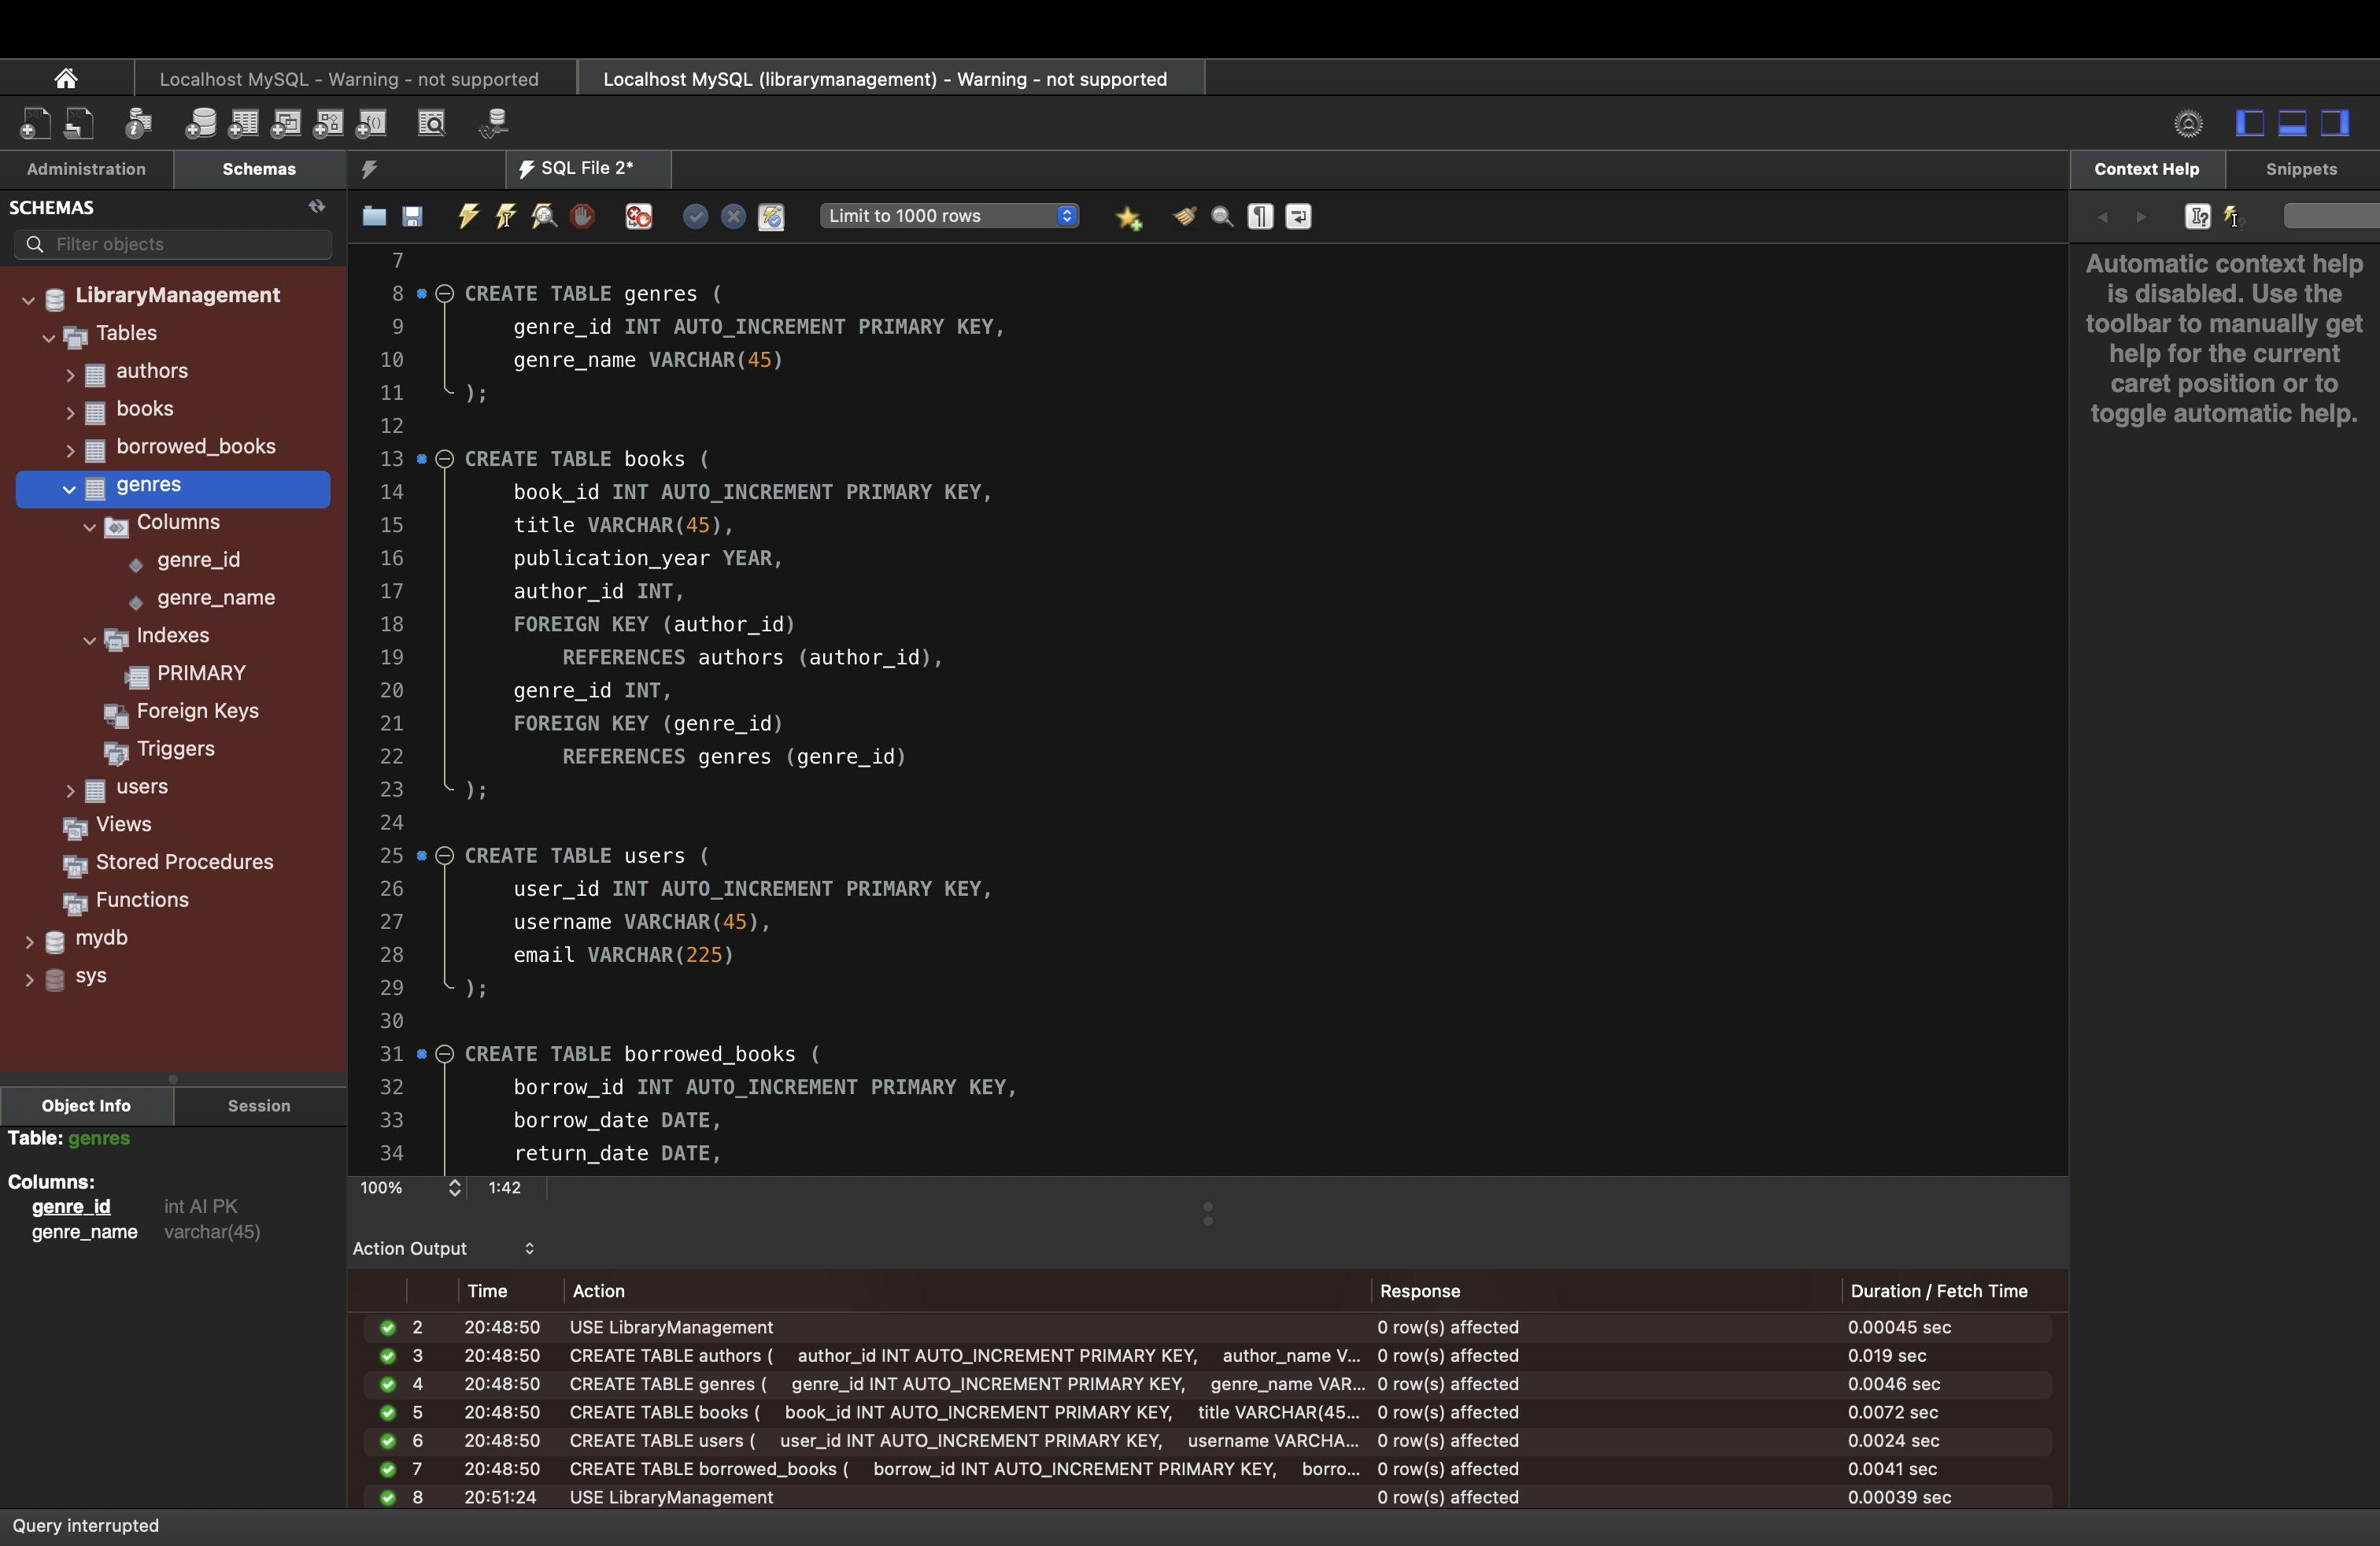 Localhost MySQL - Warning - not supported
Localhost MySQL (librarymanagement) - Warning - not supported
Administration
Schemas
SQL File 2*
Context Help
Snippets
SCHEMAS
Filter objects
Limit to 1000 rows
LibraryManagement
Tables
authors
books
borrowed_books
genres
Columns
genre_id
genre_name
Indexes
PRIMARY
Foreign Keys
Triggers
users
Views
Stored Procedures
Functions
mydb
sys
Object Info
Session
Table: genres
Columns:
genre_id int AI PK
genre_name varchar(45)
7
8 CREATE TABLE genres (
9 genre_id INT AUTO_INCREMENT PRIMARY KEY,
10 genre_name VARCHAR(45)
11 );
12
13 CREATE TABLE books (
14 book_id INT AUTO_INCREMENT PRIMARY KEY,
15 title VARCHAR(45),
16 publication_year YEAR,
17 author_id INT,
18 FOREIGN KEY (author_id)
19 REFERENCES authors (author_id),
20 genre_id INT,
21 FOREIGN KEY (genre_id)
22 REFERENCES genres (genre_id)
23 );
24
25 CREATE TABLE users (
26 user_id INT AUTO_INCREMENT PRIMARY KEY,
27 username VARCHAR(45),
28 email VARCHAR(225)
29 );
30
31 CREATE TABLE borrowed_books (
32 borrow_id INT AUTO_INCREMENT PRIMARY KEY,
33 borrow_date DATE,
34 return_date DATE,
100% 1:42
Automatic context help
is disabled. Use the
toolbar to manually get
help for the current
caret position or to
toggle automatic help.
Action Output
Time Action Response Duration / Fetch Time
2 20:48:50 USE LibraryManagement 0 row(s) affected 0.00045 sec
3 20:48:50 CREATE TABLE authors ( author_id INT AUTO_INCREMENT PRIMARY KEY, author_name V... 0 row(s) affected 0.019 sec
4 20:48:50 CREATE TABLE genres ( genre_id INT AUTO_INCREMENT PRIMARY KEY, genre_name VAR... 0 row(s) affected 0.0046 sec
5 20:48:50 CREATE TABLE books ( book_id INT AUTO_INCREMENT PRIMARY KEY, title VARCHAR(45... 0 row(s) affected 0.0072 sec
6 20:48:50 CREATE TABLE users ( user_id INT AUTO_INCREMENT PRIMARY KEY, username VARCHA... 0 row(s) affected 0.0024 sec
7 20:48:50 CREATE TABLE borrowed_books ( borrow_id INT AUTO_INCREMENT PRIMARY KEY, borro... 0 row(s) affected 0.0041 sec
8 20:51:24 USE LibraryManagement 0 row(s) affected 0.00039 sec
Query interrupted